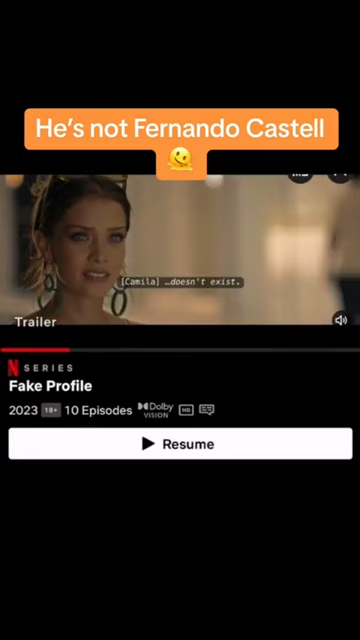 He's not Fernando Castell
[Camila] …doesn't exist.
Trailer
N SERIES
Fake Profile
2023 18+ 10 Episodes Dolby VISION HD
Resume